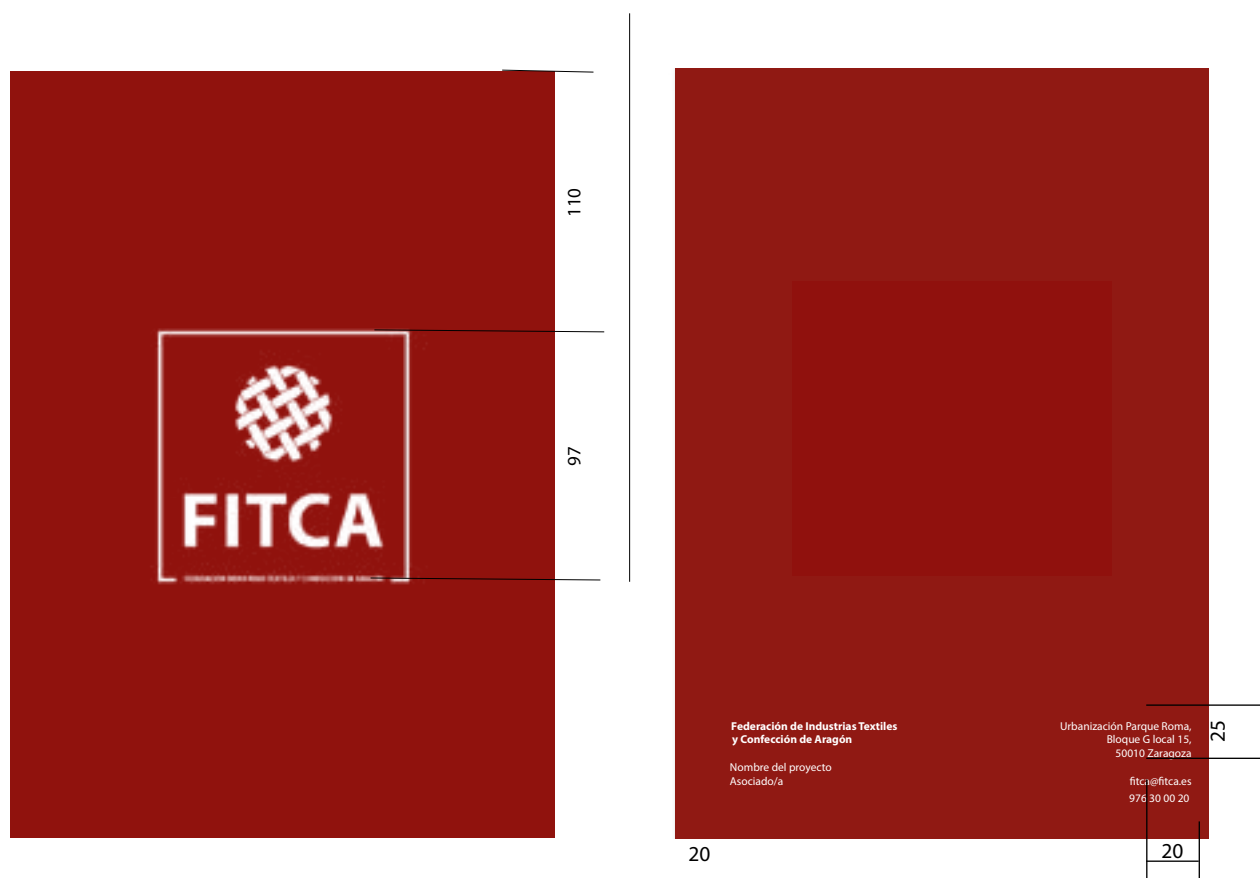 110
97
FITCA
Federación de Industrias Textiles
y Confección de Aragón
Nombre del proyecto
Asociado/a
Urbanización Parque Roma,
Bloque G local 15,
50010 Zaragoza
fitca@fitca.es
976 30 00 20
25
20
20